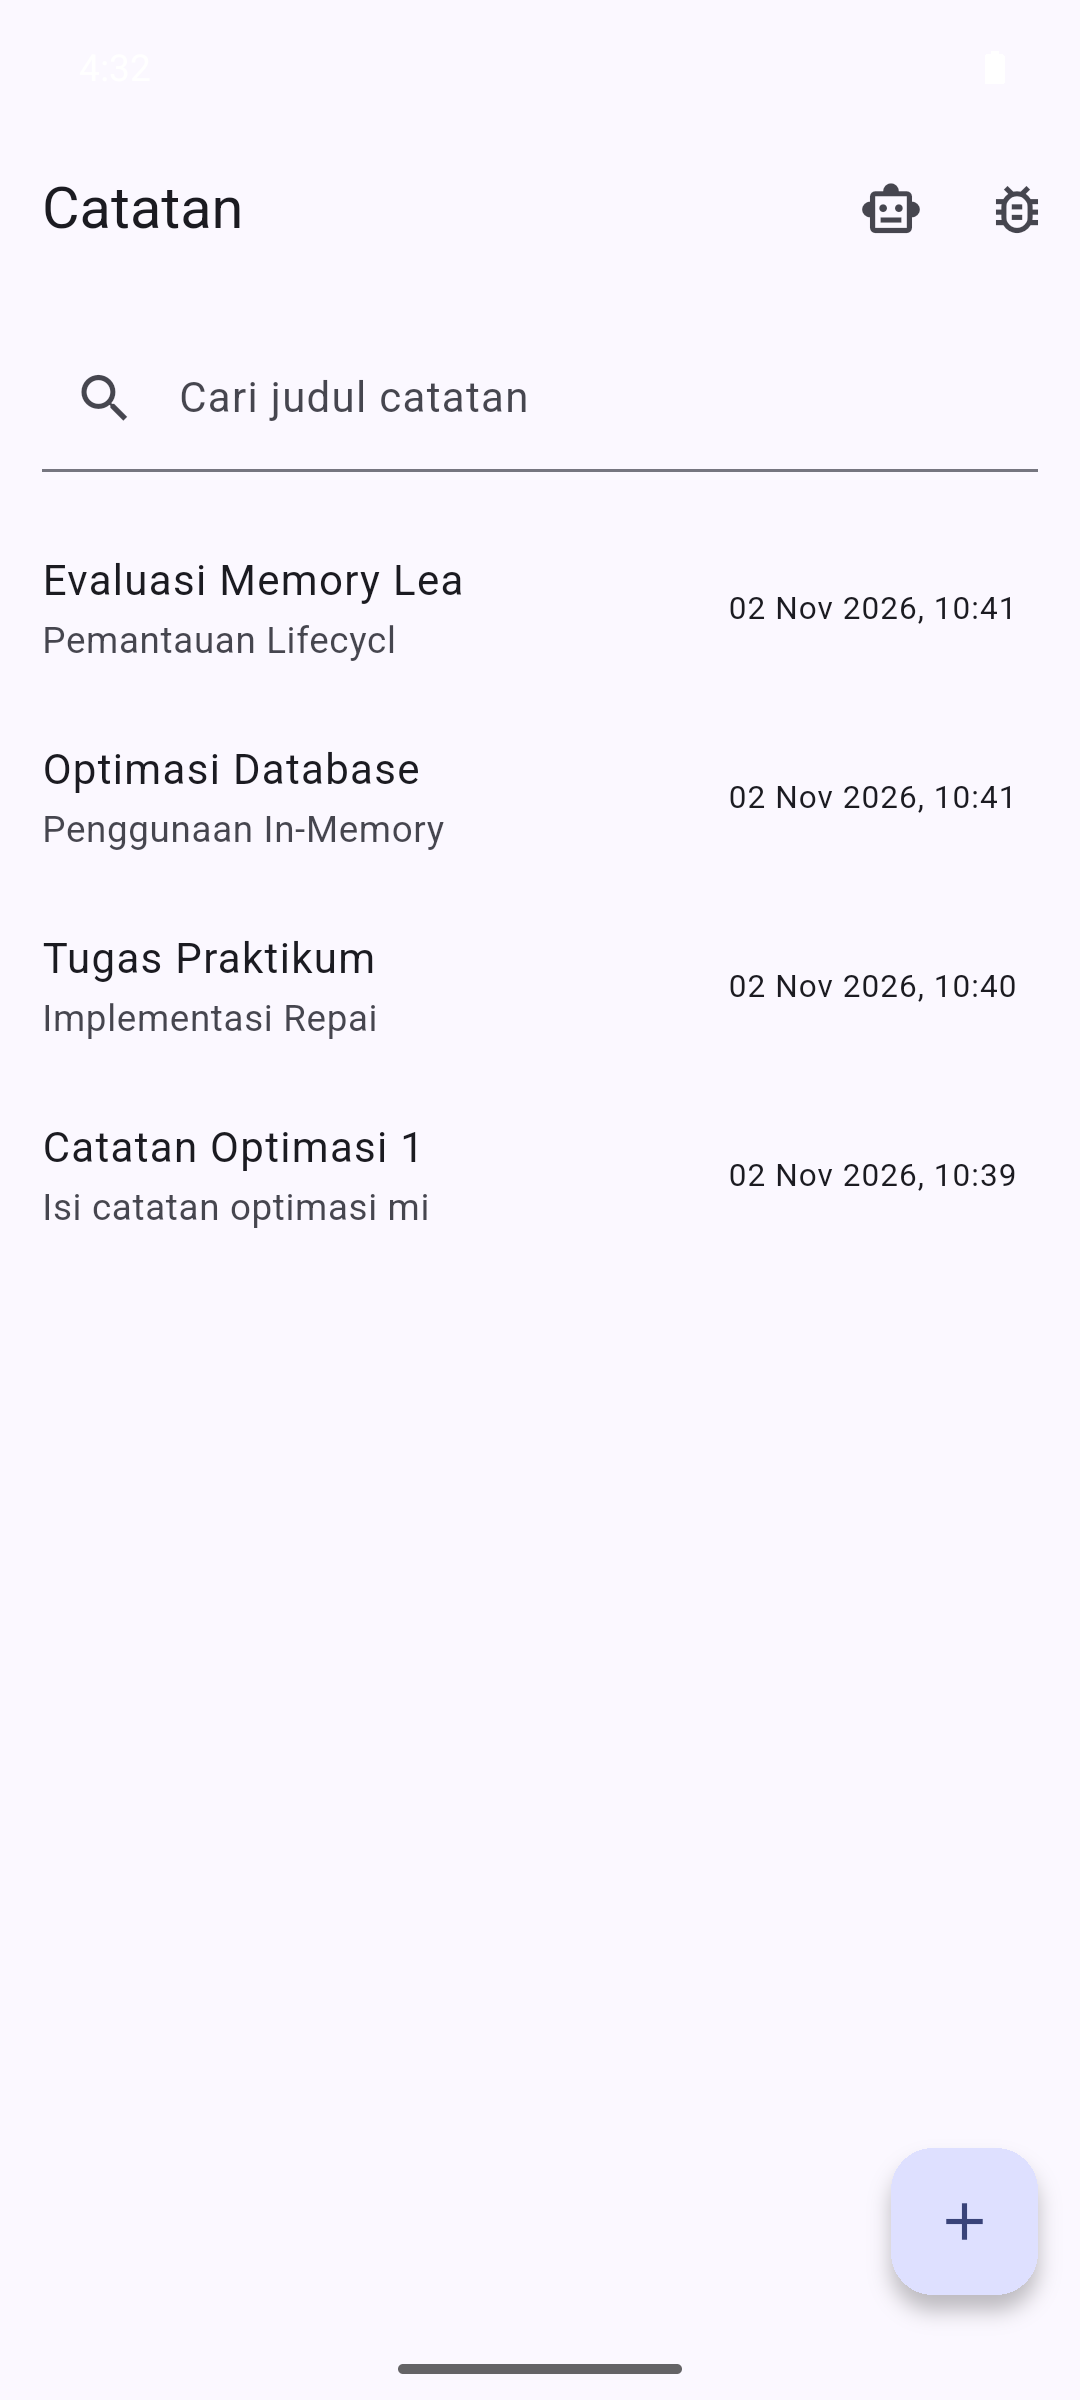 4:32
Catatan
Cari judul catatan
Evaluasi Memory Lea
02 Nov 2026, 10:41
Pemantauan Lifecycl
Optimasi Database
02 Nov 2026, 10:41
Penggunaan In-Memory
Tugas Praktikum
02 Nov 2026, 10:40
Implementasi Repai
Catatan Optimasi 1
02 Nov 2026, 10:39
Isi catatan optimasi mi